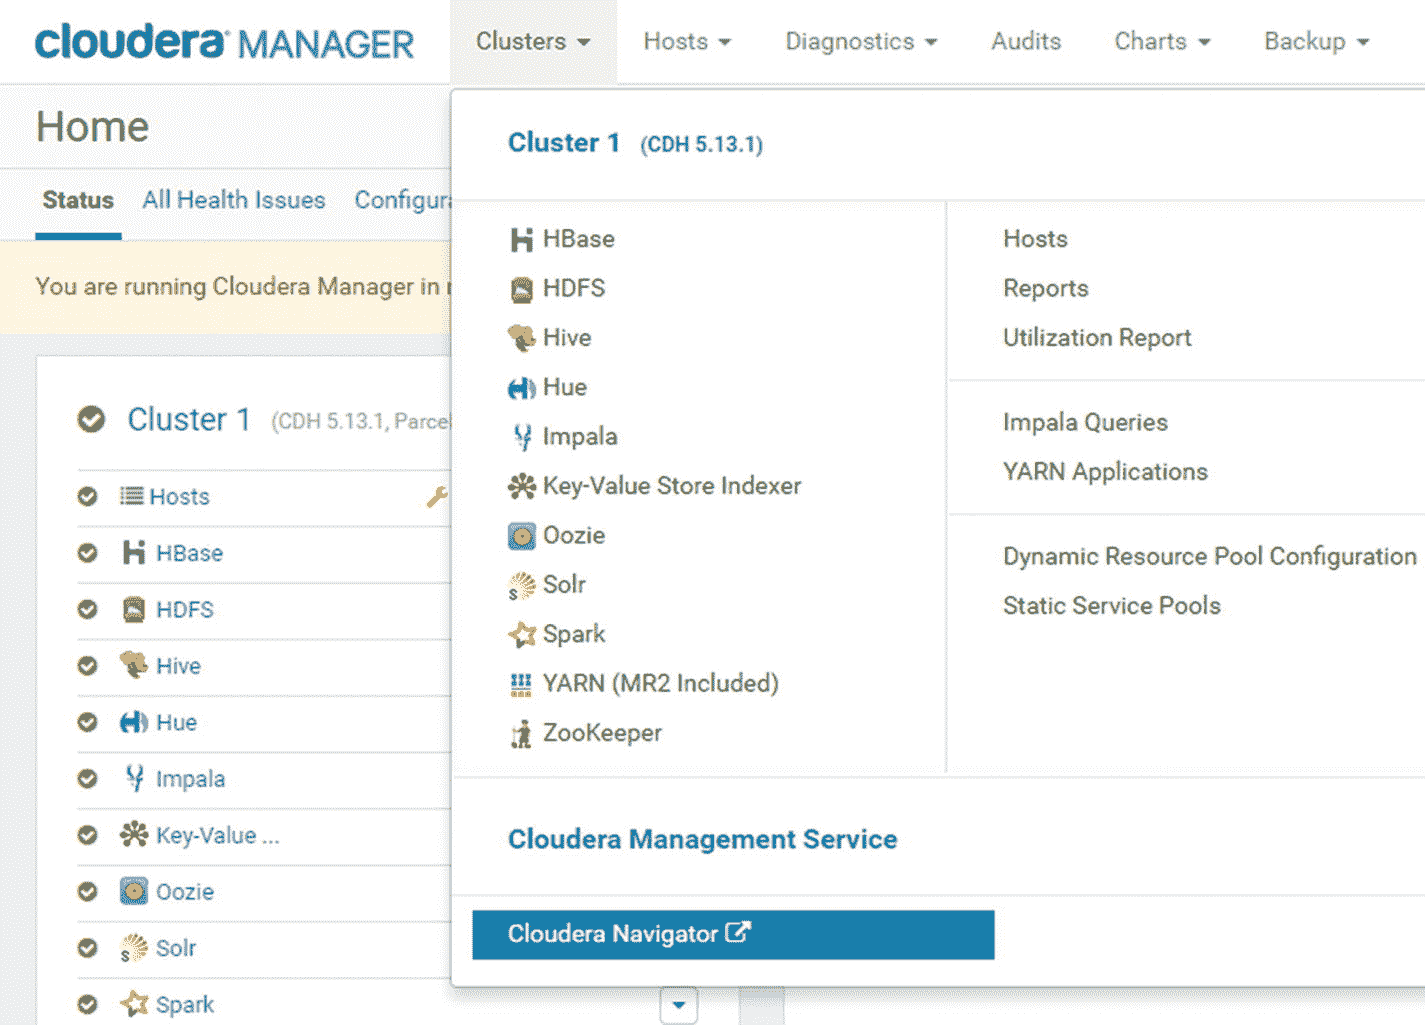 cloudera MANAGER
Clusters
Hosts
Diagnostics
Audits
Charts
Backup
Home
Status
All Health Issues
Configura
You are running Cloudera Manager in
Cluster 1 (CDH 5.13.1, Parcel
Hosts
HBase
HDFS
Hive
Hue
Impala
Key-Value ...
Oozie
Solr
Spark
Cluster 1 (CDH 5.13.1)
HBase
HDFS
Hive
Hue
Impala
Key-Value Store Indexer
Oozie
Solr
Spark
YARN (MR2 Included)
ZooKeeper
Hosts
Reports
Utilization Report
Impala Queries
YARN Applications
Dynamic Resource Pool Configuration
Static Service Pools
Cloudera Management Service
Cloudera Navigator